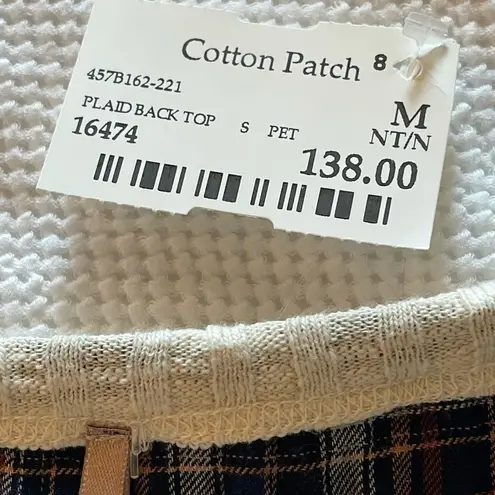 Cotton Patch 8
457B162-221
M
PLAID BACK TOP S PET NT/N
16474 138.00